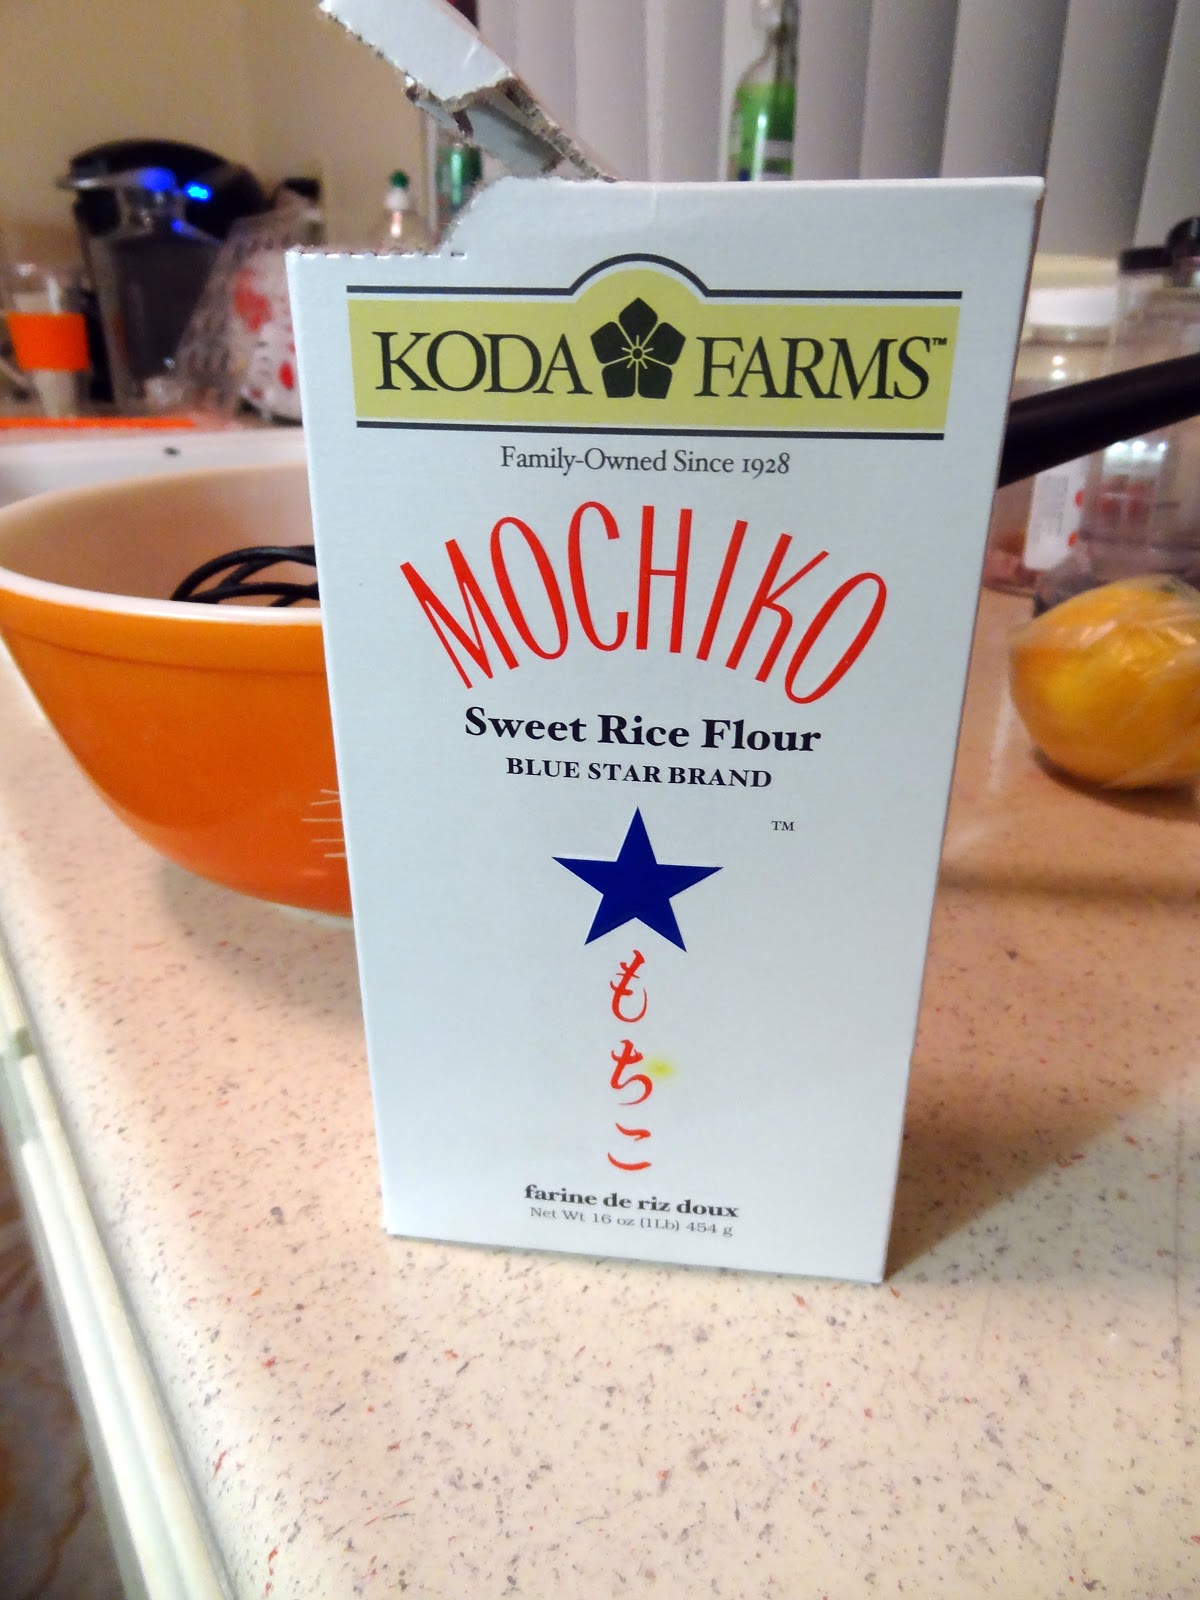 KODA FARMS™
Family-Owned Since 1928
MOCHIKO
Sweet Rice Flour
BLUE STAR BRAND
TM
もちこ
farine de riz doux
Net Wt 16 oz (1Lb) 454 g